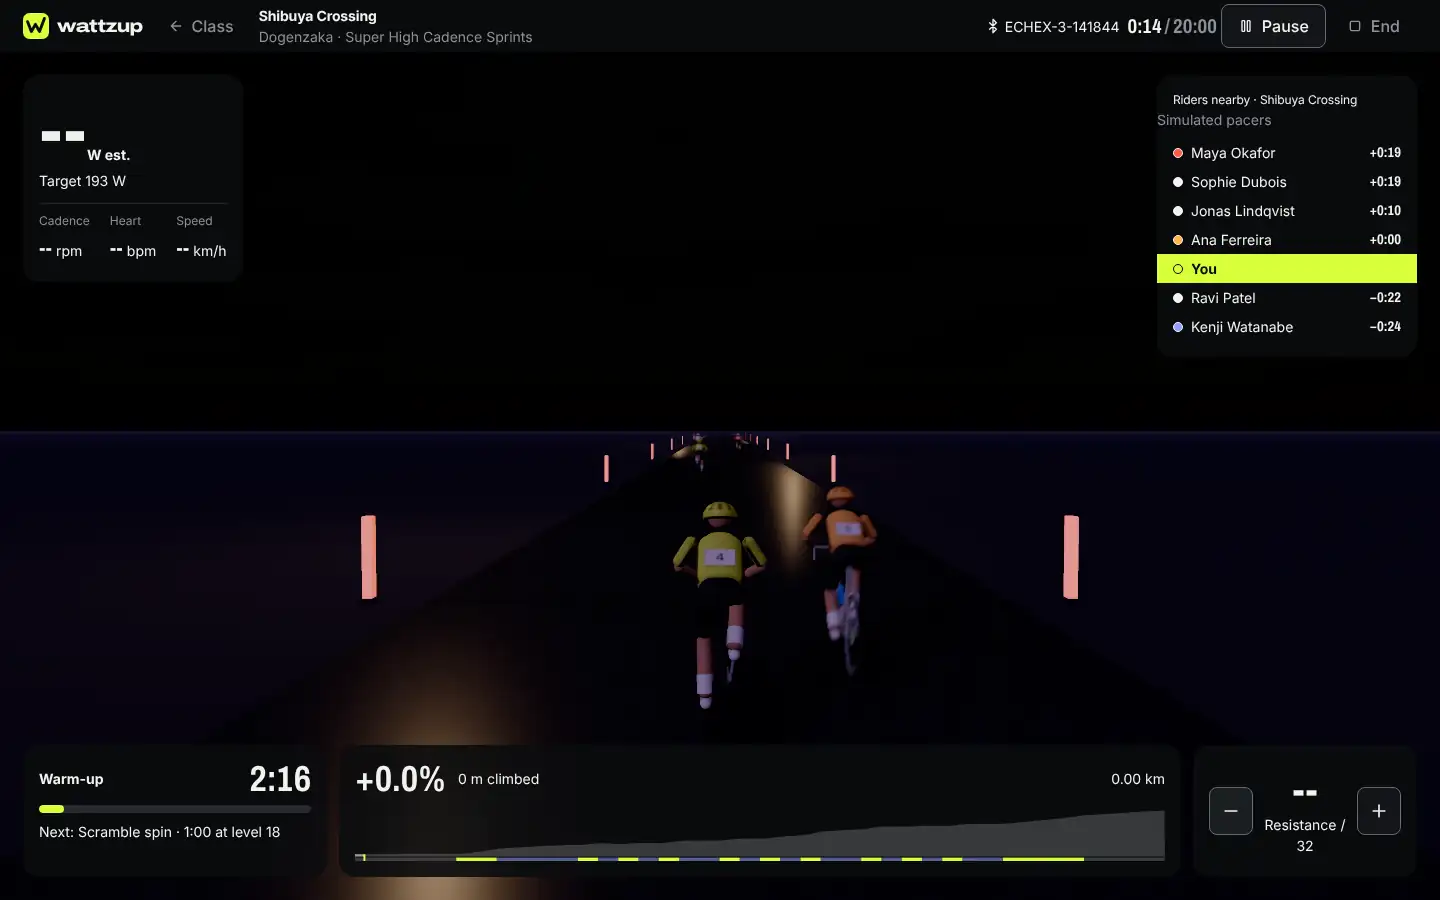 wattzup
Class
Shibuya Crossing
Dogenzaka · Super High Cadence Sprints
ECHEX-3-141844 0:14 / 20:00
Pause
End
-- W est.
Target 193 W
Cadence Heart Speed
-- rpm -- bpm -- km/h
Riders nearby · Shibuya Crossing
Simulated pacers
Maya Okafor +0:19
Sophie Dubois +0:19
Jonas Lindqvist +0:10
Ana Ferreira +0:00
You
Ravi Patel −0:22
Kenji Watanabe −0:24
4
Warm-up 2:16
Next: Scramble spin · 1:00 at level 18
+0.0% 0 m climbed 0.00 km
−
--
+
Resistance /
32